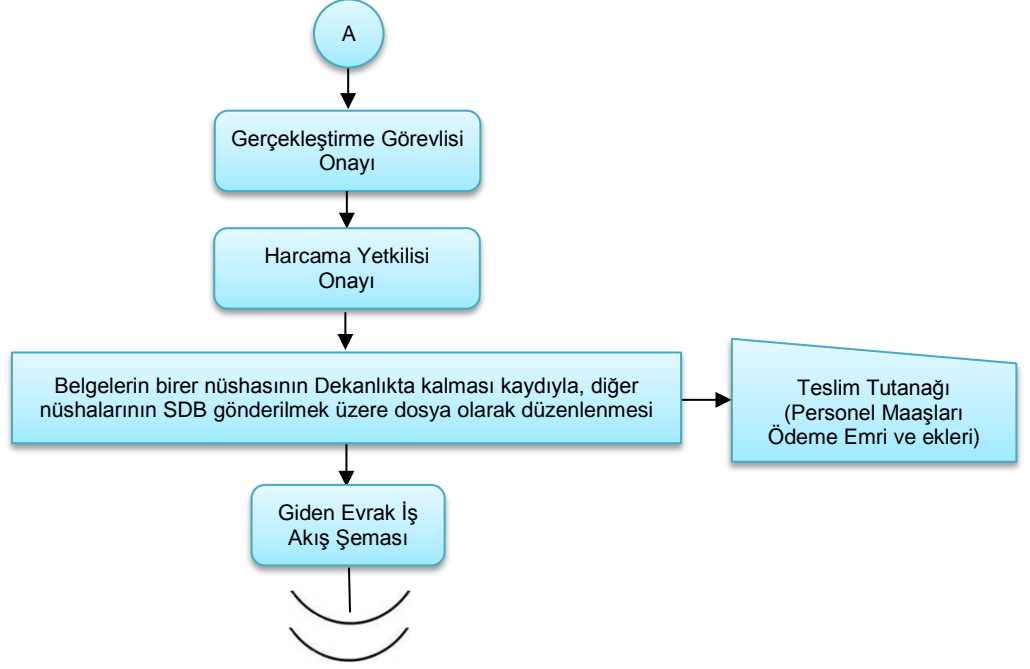 A
Gerçekleştirme Görevlisi
Onayı
Harcama Yetkilisi
Onayı
Belgelerin birer nüshasının Dekanlıkta kalması kaydıyla, diğer
nüshalarının SDB gönderilmek üzere dosya olarak düzenlenmesi
Teslim Tutanağı
(Personel Maaşları
Ödeme Emri ve ekleri)
Giden Evrak İş
Akış Şeması